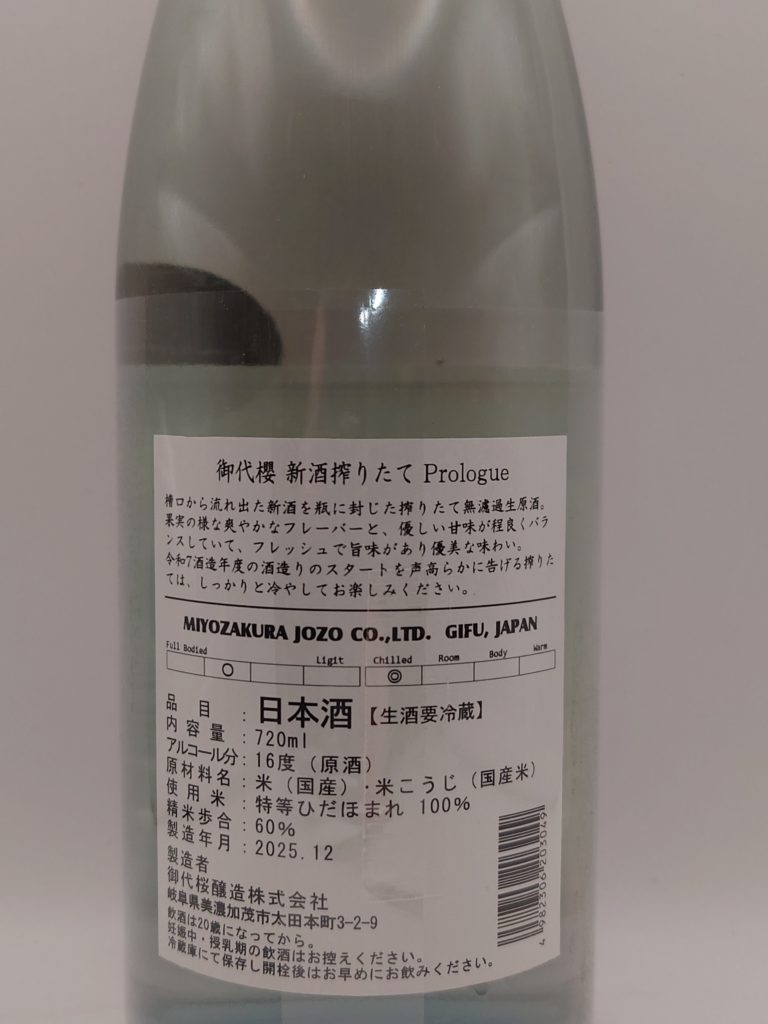 御代櫻 新酒搾りたて Prologue
槽口から流れ出た新酒を瓶に封じた搾りたて無濾過生原酒。
果実の様な爽やかなフレーバーと、優しい甘味が程良くバラ
ンスしていて、フレッシュで旨味があり優美な味わい。
令和7酒造年度の酒造りのスタートを声高らかに告げる搾りた
ては、しっかりと冷やしてお楽しみください。
MIYOZAKURA JOZO CO.,LTD. GIFU, JAPAN
Full Bodied Ligit Chilled Room Body Warm
○ ◎
品目：日本酒【生酒要冷蔵】
内容量：720ml
アルコール分：16度（原酒）
原材料名：米（国産）・米こうじ（国産米）
使用米：特等ひだほまれ 100%
精米歩合：60%
製造年月：2025.12
製造者
御代桜醸造株式会社
岐阜県美濃加茂市太田本町3-2-9
飲酒は20歳になってから。
妊娠中・授乳期の飲酒はお控えください。
冷蔵庫にて保存し開栓後はお早めにお飲みください。
4 982306 203049